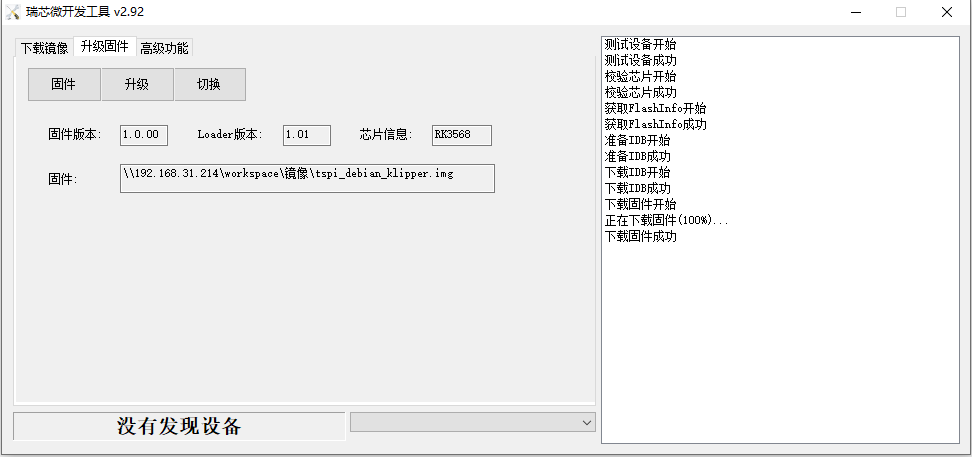 瑞芯微开发工具 v2.92
下载镜像 升级固件 高级功能
固件 升级 切换
固件版本: 1.0.00 Loader版本: 1.01 芯片信息: RK3568
固件: \\192.168.31.214\workspace\镜像\tspi_debian_klipper.img
没有发现设备
测试设备开始
测试设备成功
校验芯片开始
校验芯片成功
获取FlashInfo开始
获取FlashInfo成功
准备IDB开始
准备IDB成功
下载IDB开始
下载IDB成功
下载固件开始
正在下载固件(100%)...
下载固件成功